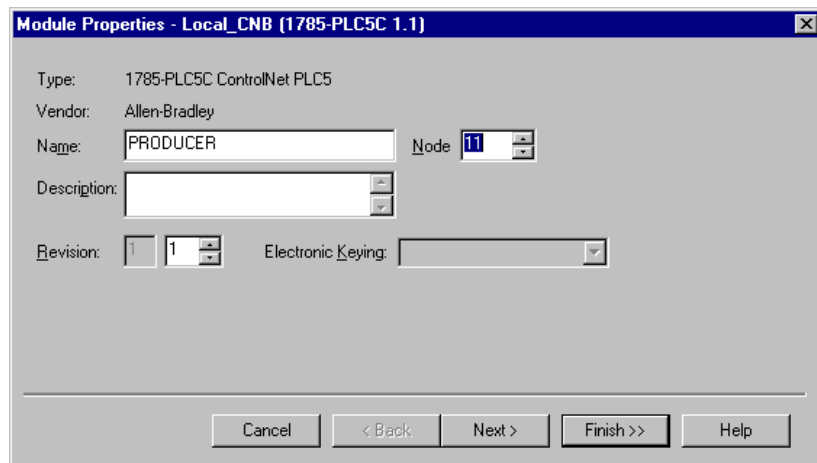 Module Properties - Local_CNB (1785-PLC5C 1.1)
Type: 1785-PLC5C ControlNet PLC5
Vendor: Allen-Bradley
Name: PRODUCER Node 11
Description:
Revision: 1 1 Electronic Keying:
Cancel < Back Next > Finish >> Help